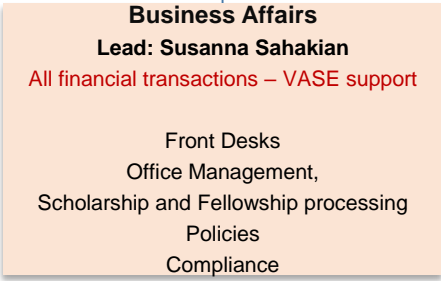 Business Affairs
Lead: Susanna Sahakian
All financial transactions – VASE support
Front Desks
Office Management,
Scholarship and Fellowship processing
Policies
Compliance